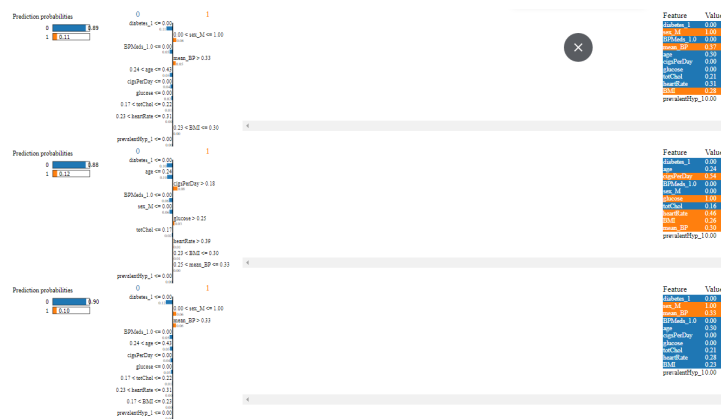 Prediction probabilities
0 0.89
1 0.11
0 1
diabetes_1 <= 0.00
0.00 < sex_M <= 1.00
BPMeds_1.0 <= 0.00
mean_BP > 0.33
0.24 < age <= 0.43
cigsPerDay <= 0.00
glucose <= 0.00
0.17 < totChol <= 0.22
0.23 < heartRate <= 0.31
0.23 < BMI <= 0.30
prevalentHyp_1 <= 0.00
Feature Value
diabetes_1 0.00
sex_M 1.00
BPMeds_1.0 0.00
mean_BP 0.37
age 0.30
cigsPerDay 0.00
glucose 0.00
totChol 0.21
heartRate 0.31
BMI 0.28
prevalentHyp_1 0.00
Prediction probabilities
0 0.88
1 0.12
0 1
diabetes_1 <= 0.00
age <= 0.24
cigsPerDay > 0.18
BPMeds_1.0 <= 0.00
sex_M <= 0.00
glucose > 0.25
totChol <= 0.17
heartRate > 0.39
0.23 < BMI <= 0.30
0.25 < mean_BP <= 0.33
prevalentHyp_1 <= 0.00
Feature Value
diabetes_1 0.00
age 0.24
cigsPerDay 0.54
BPMeds_1.0 0.00
sex_M 0.00
glucose 1.00
totChol 0.16
heartRate 0.46
BMI 0.26
mean_BP 0.30
prevalentHyp_1 0.00
Prediction probabilities
0 0.90
1 0.10
0 1
diabetes_1 <= 0.00
0.00 < sex_M <= 1.00
mean_BP > 0.33
BPMeds_1.0 <= 0.00
0.24 < age <= 0.43
cigsPerDay <= 0.00
glucose <= 0.00
0.17 < totChol <= 0.22
0.23 < heartRate <= 0.31
0.17 < BMI <= 0.23
prevalentHyp_1 <= 0.00
Feature Value
diabetes_1 0.00
sex_M 1.00
mean_BP 0.35
BPMeds_1.0 0.00
age 0.30
cigsPerDay 0.00
glucose 0.00
totChol 0.21
heartRate 0.28
BMI 0.23
prevalentHyp_1 0.00